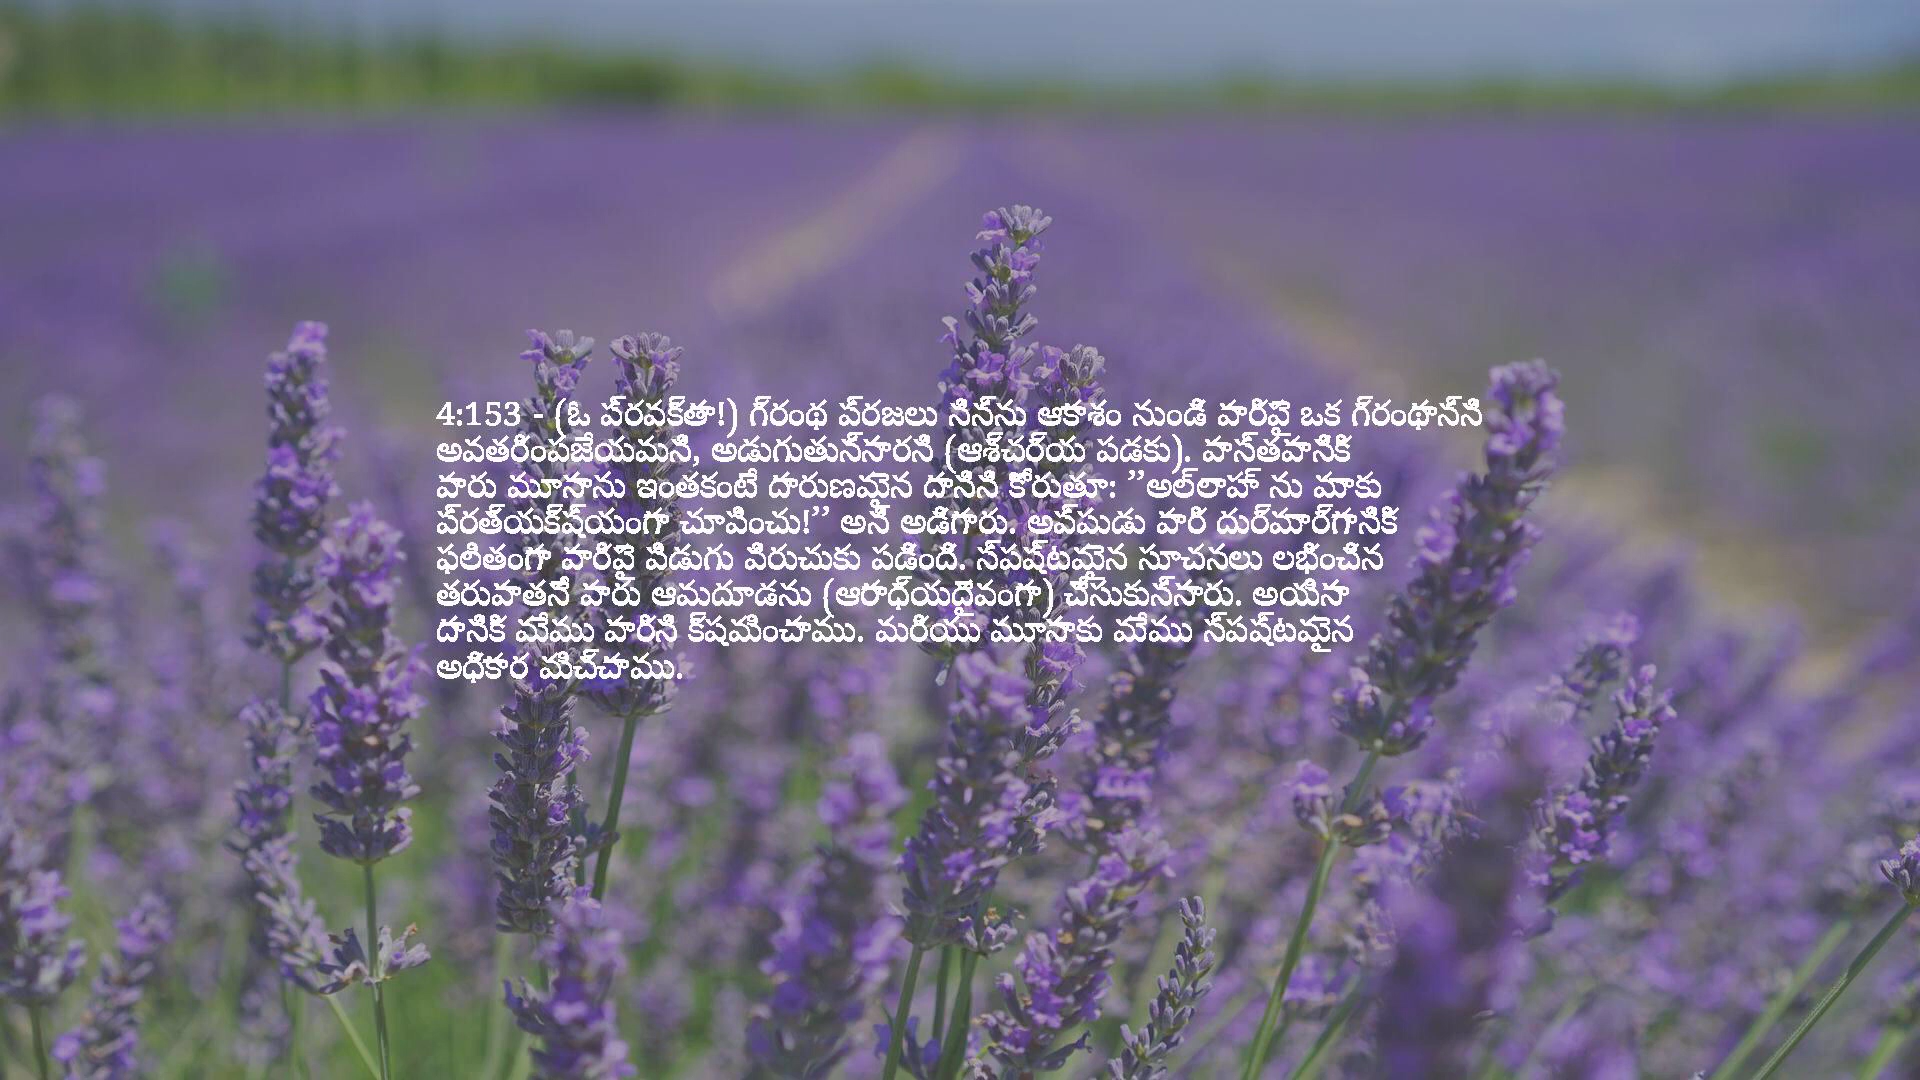 4:153 - (ఓ ప్రవక్తా!) గ్రంథ ప్రజలు నిన్ను ఆకాశం నుండి వారిపై ఒక గ్రంథాన్ని
అవతరింపజేయమని, అడుగుతున్నారని (ఆశ్చర్య పడకు). వాస్తవానికి
వారు మూసాను ఇంతకంటే దారుణమైన దానిని కోరుతూ: ’’అల్లాహ్ ను మాకు
ప్రత్యక్ష్యంగా చూపించు!’’ అని అడిగారు. అప్పుడు వారి దుర్మార్గానికి
ఫలితంగా వారిపై పిడుగు విరుచుకు పడింది. స్పష్టమైన సూచనలు లభించిన
తరువాతనే వారు ఆవుదూడను (ఆరాధ్యదైవంగా) చేసుకున్నారు. అయినా
దానికి మేము వారిని క్షమించాము. మరియు మూసాకు మేము స్పష్టమైన
అధికార మిచ్చాము.